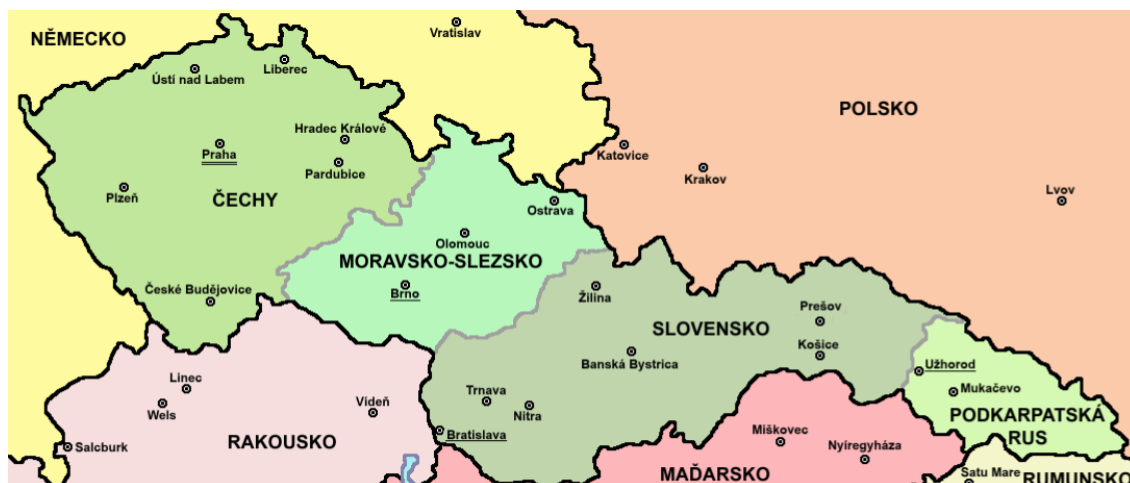 NĚMECKO
Vratislav
Ústí nad Labem
Liberec
POLSKO
Hradec Králové
Praha
Pardubice
Katovice
Krakov
Plzeň
ČECHY
Ostrava
Lvov
Olomouc
MORAVSKO-SLEZSKO
České Budějovice
Brno
Žilina
Prešov
SLOVENSKO
Košice
Banská Bystrica
Užhorod
Linec
Mukačevo
Wels
Vídeň
Trnava
Nitra
PODKARPATSKÁ
RUS
Salcburk
RAKOUSKO
Bratislava
Miškovec
Nyíregyháza
MAĎARSKO
Satu Mare
RUMUNSKO